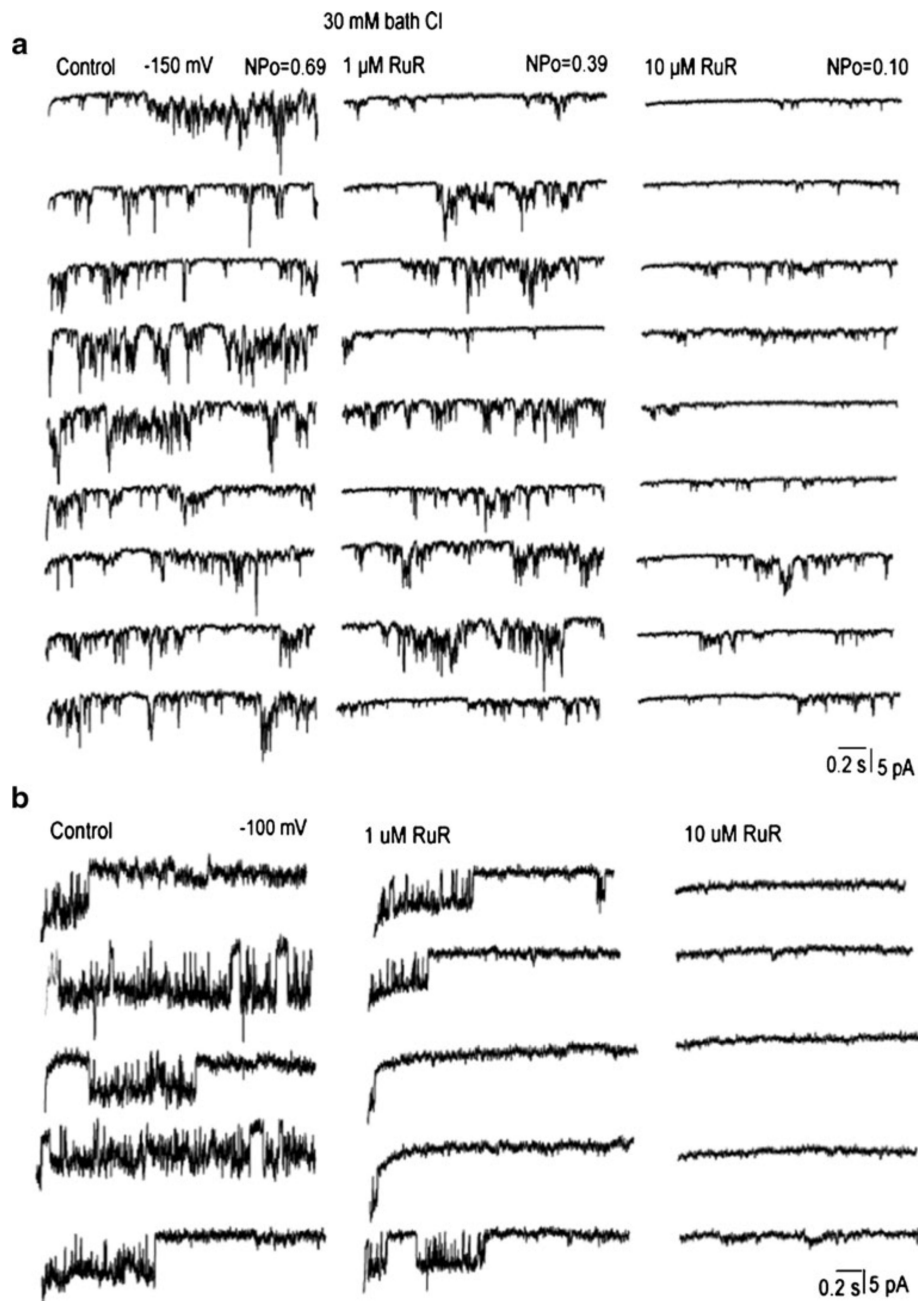 30 mM bath Cl
a
Control -150 mV NPo=0.69 1 µM RuR NPo=0.39 10 µM RuR NPo=0.10
0.2 s 5 pA
b
Control -100 mV 1 uM RuR 10 uM RuR
0.2 s 5 pA